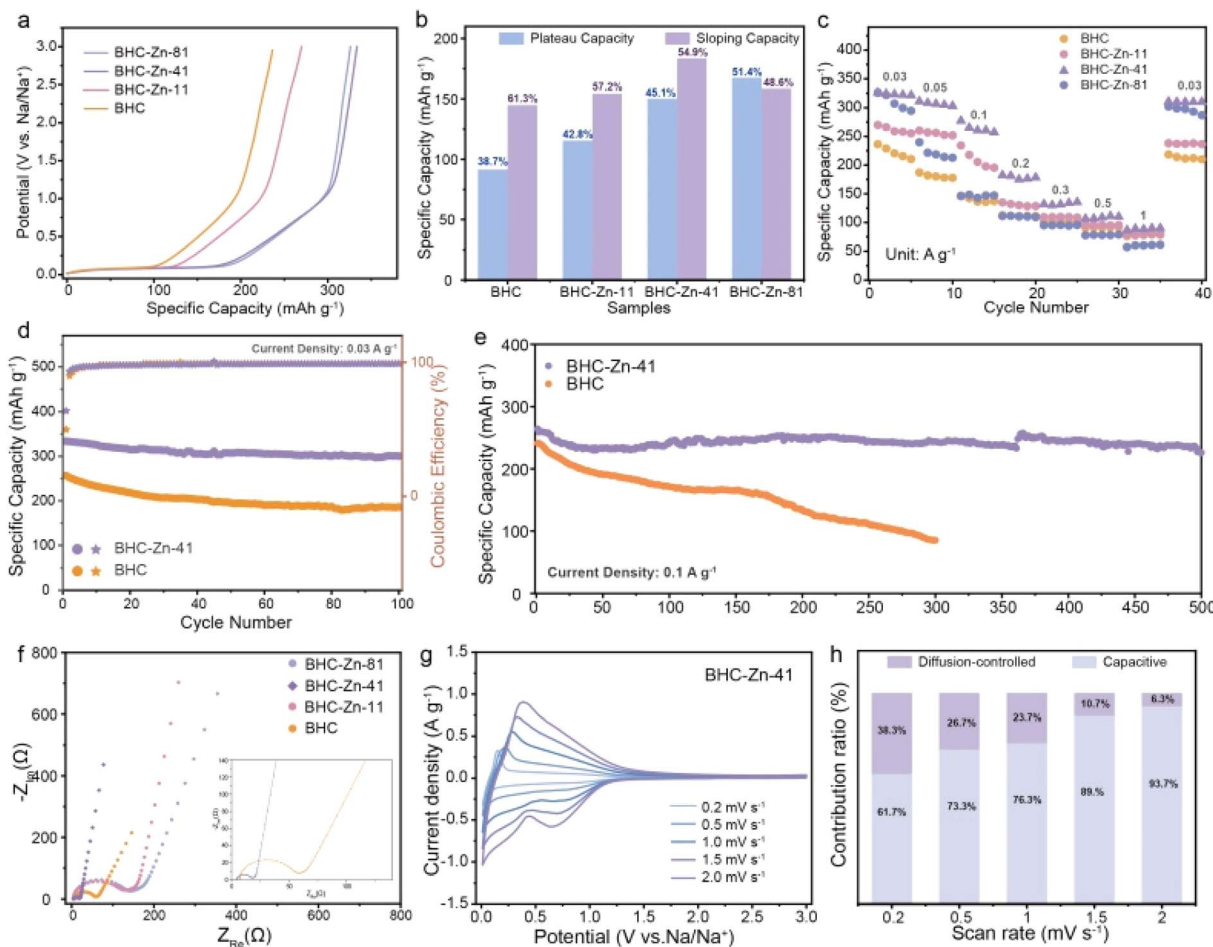 a
BHC-Zn-81
BHC-Zn-41
BHC-Zn-11
BHC
Potential (V vs. Na/Na⁺)
3.0
2.5
2.0
1.5
1.0
0.5
0.0
0 100 200 300
Specific Capacity (mAh g⁻¹)
b
Plateau Capacity Sloping Capacity
Specific Capacity (mAh g⁻¹)
200
150
100
50
0
38.7% 61.3%
42.8% 57.2%
45.1% 54.9%
51.4% 48.6%
BHC BHC-Zn-11 BHC-Zn-41 BHC-Zn-81
Samples
c
BHC
BHC-Zn-11
BHC-Zn-41
BHC-Zn-81
Specific Capacity (mAh g⁻¹)
400
350
300
250
200
150
100
50
0
0.03 0.05 0.1 0.2 0.3 0.5 1 0.03
Unit: A g⁻¹
0 10 20 30 40
Cycle Number
d
Current Density: 0.03 A g⁻¹
Specific Capacity (mAh g⁻¹)
500
400
300
200
100
0
100
0
Coulombic Efficiency (%)
BHC-Zn-41
BHC
0 20 40 60 80 100
Cycle Number
e
BHC-Zn-41
BHC
Specific Capacity (mAh g⁻¹)
400
300
200
100
0
Current Density: 0.1 A g⁻¹
0 50 100 150 200 250 300 350 400 450 500
f
BHC-Zn-81
BHC-Zn-41
BHC-Zn-11
BHC
-Z_Im(Ω)
800
600
400
200
0
-Z_Im(Ω)
140
120
100
80
60
40
20
0
0 50 100
Z_Re(Ω)
0 200 400 600 800
Z_Re(Ω)
g
BHC-Zn-41
Current density (A g⁻¹)
1.5
1.0
0.5
0.0
-0.5
-1.0
-1.5
0.2 mV s⁻¹
0.5 mV s⁻¹
1.0 mV s⁻¹
1.5 mV s⁻¹
2.0 mV s⁻¹
0.0 0.5 1.0 1.5 2.0 2.5 3.0
Potential (V vs.Na/Na⁺)
h
Diffusion-controlled Capacitive
Contribution ratio (%)
38.3% 26.7% 23.7% 10.7% 6.3%
61.7% 73.3% 76.3% 89.% 93.7%
0.2 0.5 1 1.5 2
Scan rate (mV s⁻¹)